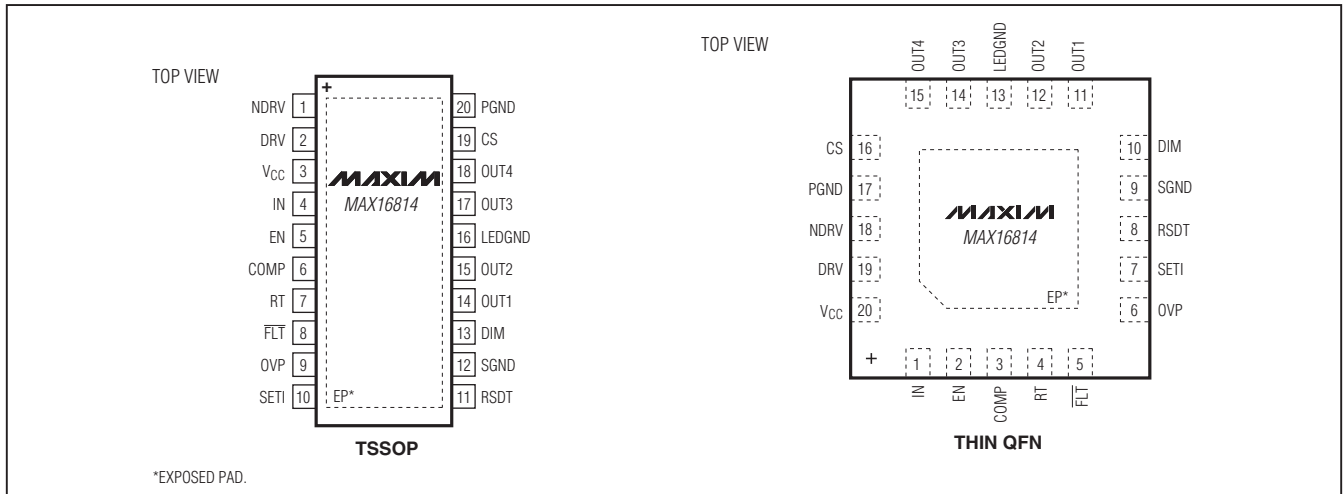 TOP VIEW
+
NDRV 1
DRV 2
VCC 3
IN 4
EN 5
COMP 6
RT 7
FLT 8
OVP 9
SETI 10
20 PGND
19 CS
18 OUT4
17 OUT3
16 LEDGND
15 OUT2
14 OUT1
13 DIM
12 SGND
11 RSDT
MAXIM
MAX16814
EP*
TSSOP
*EXPOSED PAD.
TOP VIEW
OUT4 OUT3 LEDGND OUT2 OUT1
15 14 13 12 11
CS 16
PGND 17
NDRV 18
DRV 19
VCC 20
10 DIM
9 SGND
8 RSDT
7 SETI
6 OVP
MAXIM
MAX16814
EP*
+
1 2 3 4 5
IN EN COMP RT FLT
THIN QFN